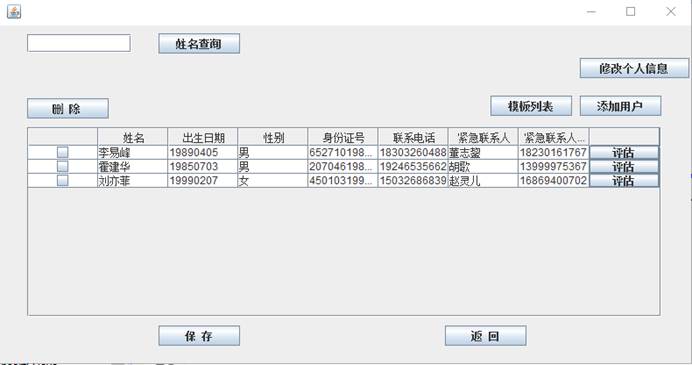 姓名查询
修改个人信息
删 除
模板列表 添加用户
姓名 出生日期 性别 身份证号 联系电话 紧急联系人 紧急联系人...
李易峰 19890405 男 652710198... 18303260488 董志塱 18230161767 评估
霍建华 19850703 男 207046198... 19246535662 胡歌 13999975367 评估
刘亦菲 19990207 女 450103199... 15032686839 赵灵儿 16869400702 评估
保 存 返 回